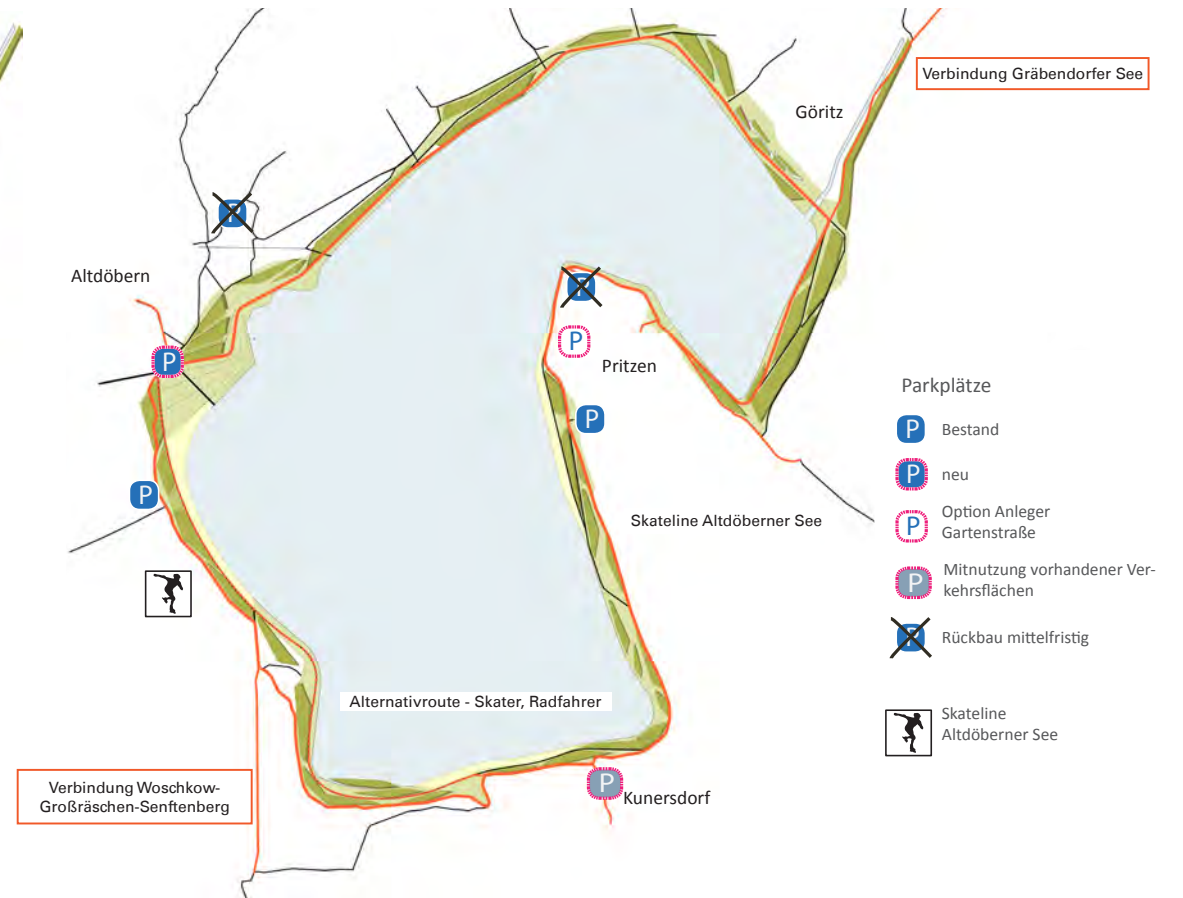 Verbindung Gräbendorfer See
Göritz
P
Altdöbern
P
P
P
Pritzen
P
P
Skateline Altdöberner See
Alternativroute - Skater, Radfahrer
Verbindung Woschkow-
Großräschen-Senftenberg
P
Kunersdorf
Parkplätze
P Bestand
P neu
P Option Anleger
Gartenstraße
P Mitnutzung vorhandener Ver-
kehrsflächen
P Rückbau mittelfristig
Skateline
Altdöberner See